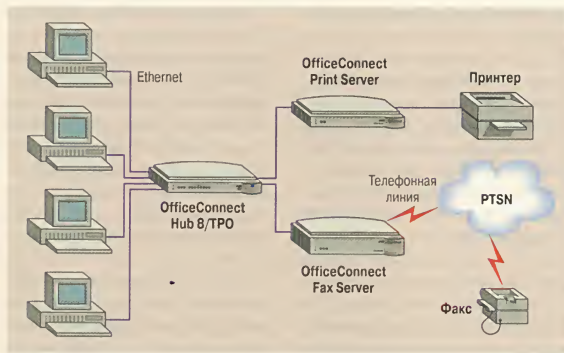 Ethernet
OfficeConnect
Hub 8/TPO
OfficeConnect
Print Server
Принтер
Телефонная
линия
PTSN
OfficeConnect
Fax Server
Факс